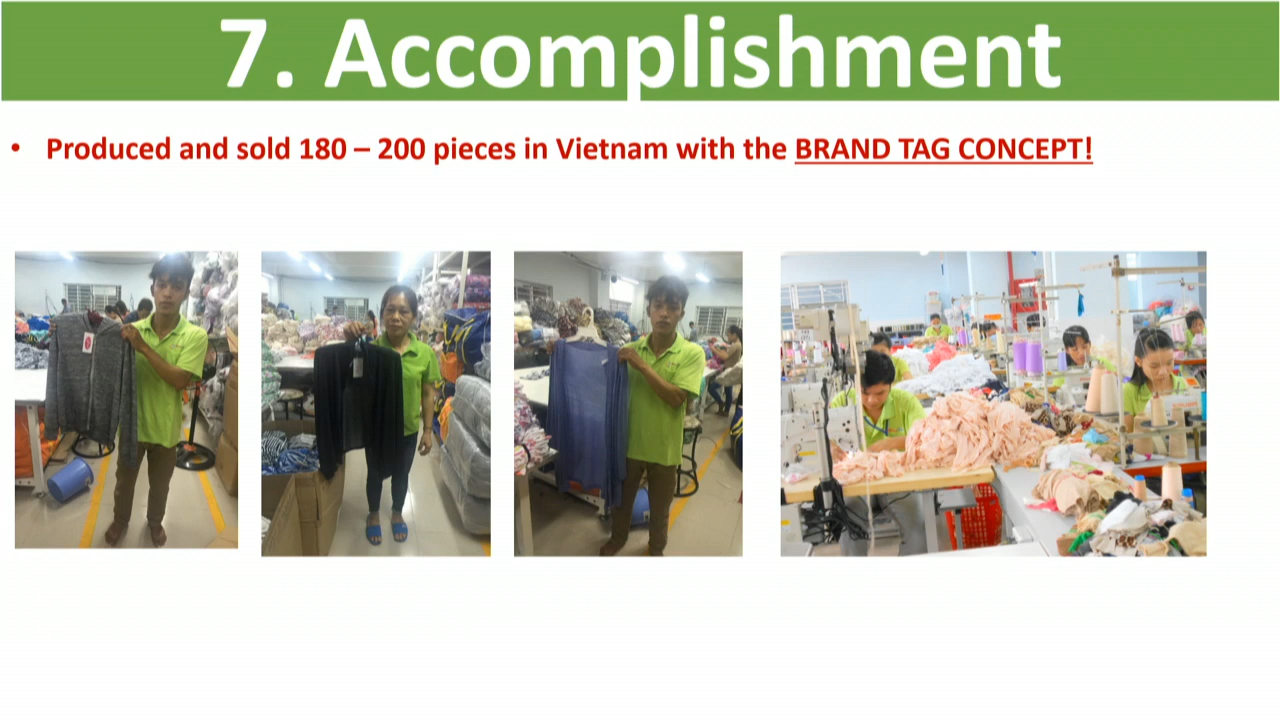 7. Accomplishment
• Produced and sold 180 – 200 pieces in Vietnam with the BRAND TAG CONCEPT!